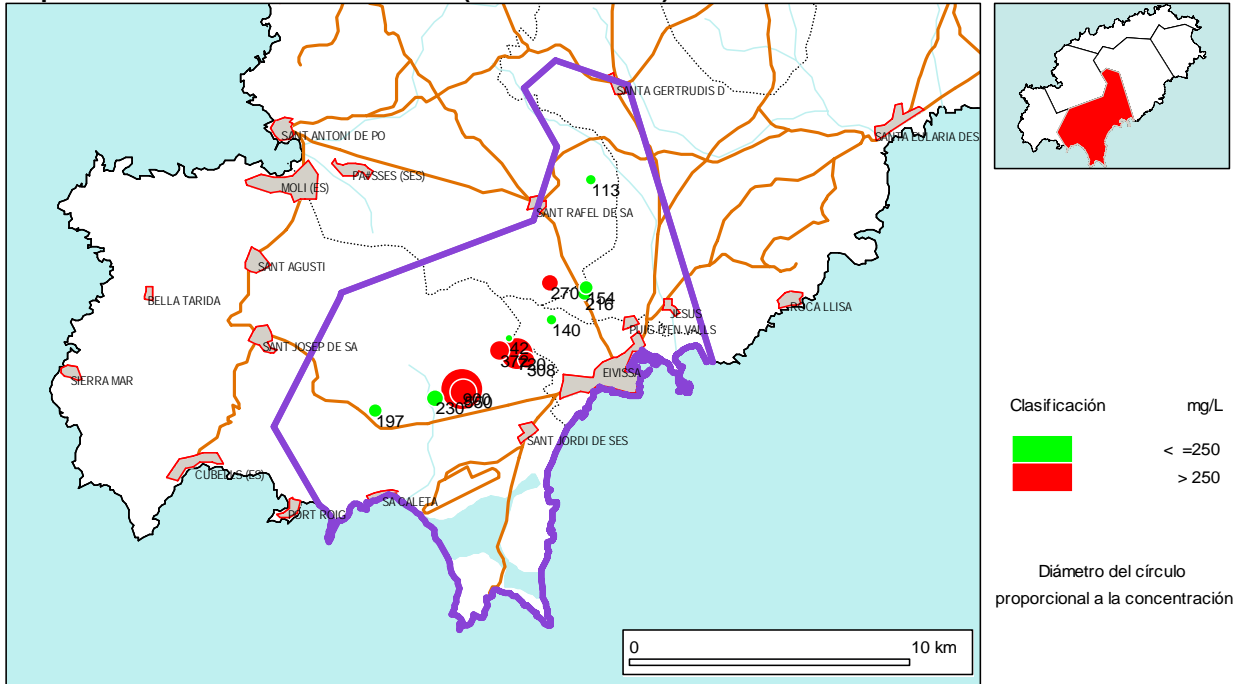 SANTA GERTRUDIS D
SANT ANTONI DE PO
SANTA EULARIA DES
PAISSES (SES)
MOLI (ES)
113
SANT RAFEL DE SA
SANT AGUSTI
270
154
216
BELLA TARIDA
ROCA LLISA
JESUS
140
PUIG D'EN VALLS
SANT JOSEP DE SA
42
377
308
SIERRA MAR
EIVISSA
230
197
SANT JORDI DE SES
CUBELLS (ES)
SA CALETA
PORT ROIG
0
10 km
Clasificación mg/L
< =250
> 250
Diámetro del círculo
proporcional a la concentración